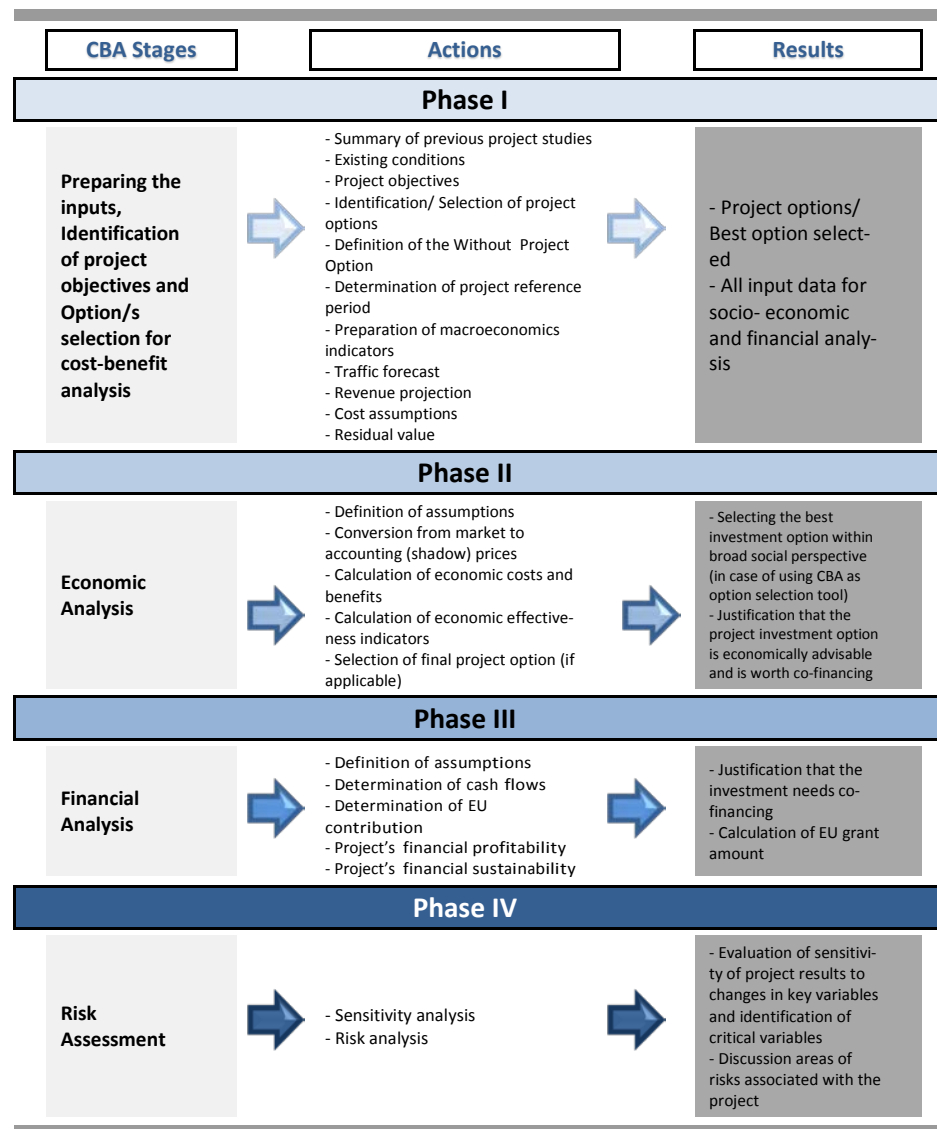 CBA Stages
Actions
Results
Phase I
Preparing the
inputs,
Identification
of project
objectives and
Option/s
selection for
cost-benefit
analysis
- Summary of previous project studies
- Existing conditions
- Project objectives
- Identification/ Selection of project
options
- Definition of the Without Project
Option
- Determination of project reference
period
- Preparation of macroeconomics
indicators
- Traffic forecast
- Revenue projection
- Cost assumptions
- Residual value
- Project options/
Best option select-
ed
- All input data for
socio- economic
and financial analy-
sis
Phase II
Economic
Analysis
- Definition of assumptions
- Conversion from market to
accounting (shadow) prices
- Calculation of economic costs and
benefits
- Calculation of economic effective-
ness indicators
- Selection of final project option (if
applicable)
- Selecting the best
investment option within
broad social perspective
(in case of using CBA as
option selection tool)
- Justification that the
project investment option
is economically advisable
and is worth co-financing
Phase III
Financial
Analysis
- Definition of assumptions
- Determination of cash flows
- Determination of EU
contribution
- Project's financial profitability
- Project's financial sustainability
- Justification that the
investment needs co-
financing
- Calculation of EU grant
amount
Phase IV
Risk
Assessment
- Sensitivity analysis
- Risk analysis
- Evaluation of sensitivi-
ty of project results to
changes in key variables
and identification of
critical variables
- Discussion areas of
risks associated with the
project